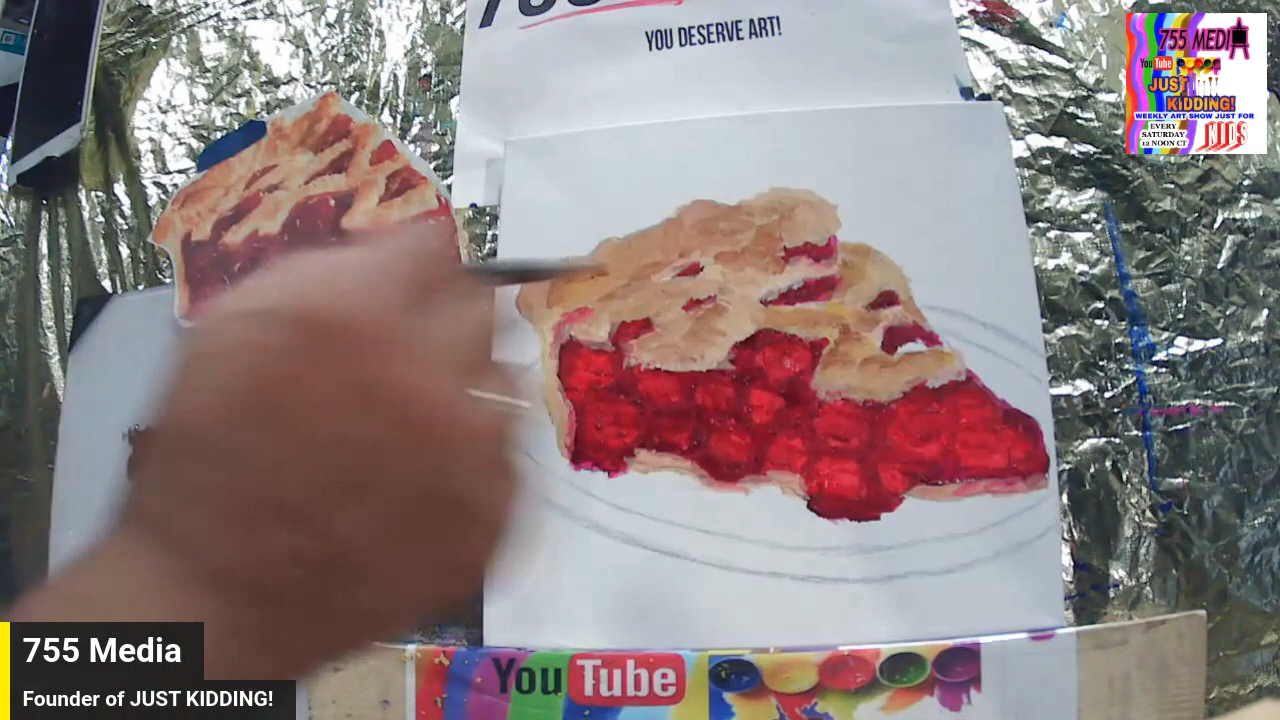 YOU DESERVE ART!
755 MEDIA
YouTube
JUST
KIDDING!
WEEKLY ART SHOW JUST FOR
EVERY
SATURDAY
12 NOON CT
KIDS
755 Media
Founder of JUST KIDDING!
YouTube